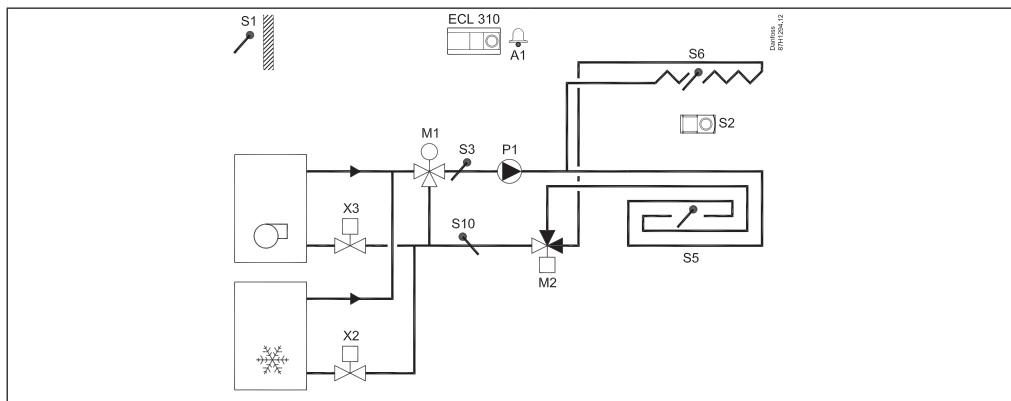 S1
ECL 310
A1
Danfoss
87H1294.12
S6
S2
M1
S3
P1
X3
S10
M2
S5
X2